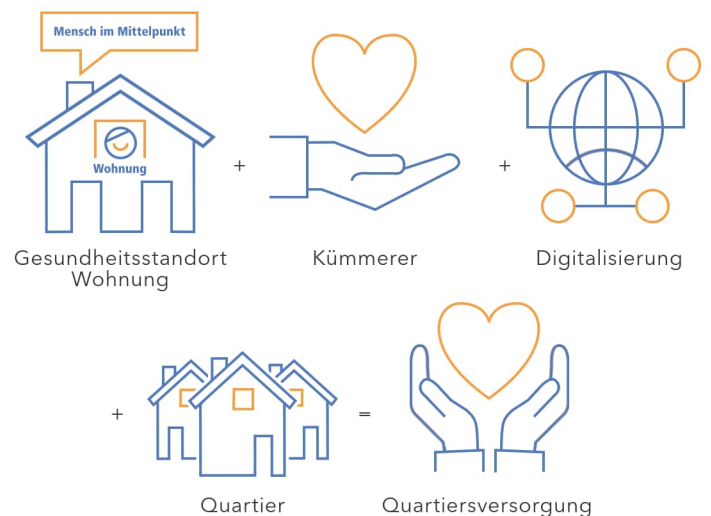 Mensch im Mittelpunkt
Wohnung
+
+
Gesundheitsstandort
Wohnung
Kümmerer
Digitalisierung
+
=
Quartier
Quartiersversorgung